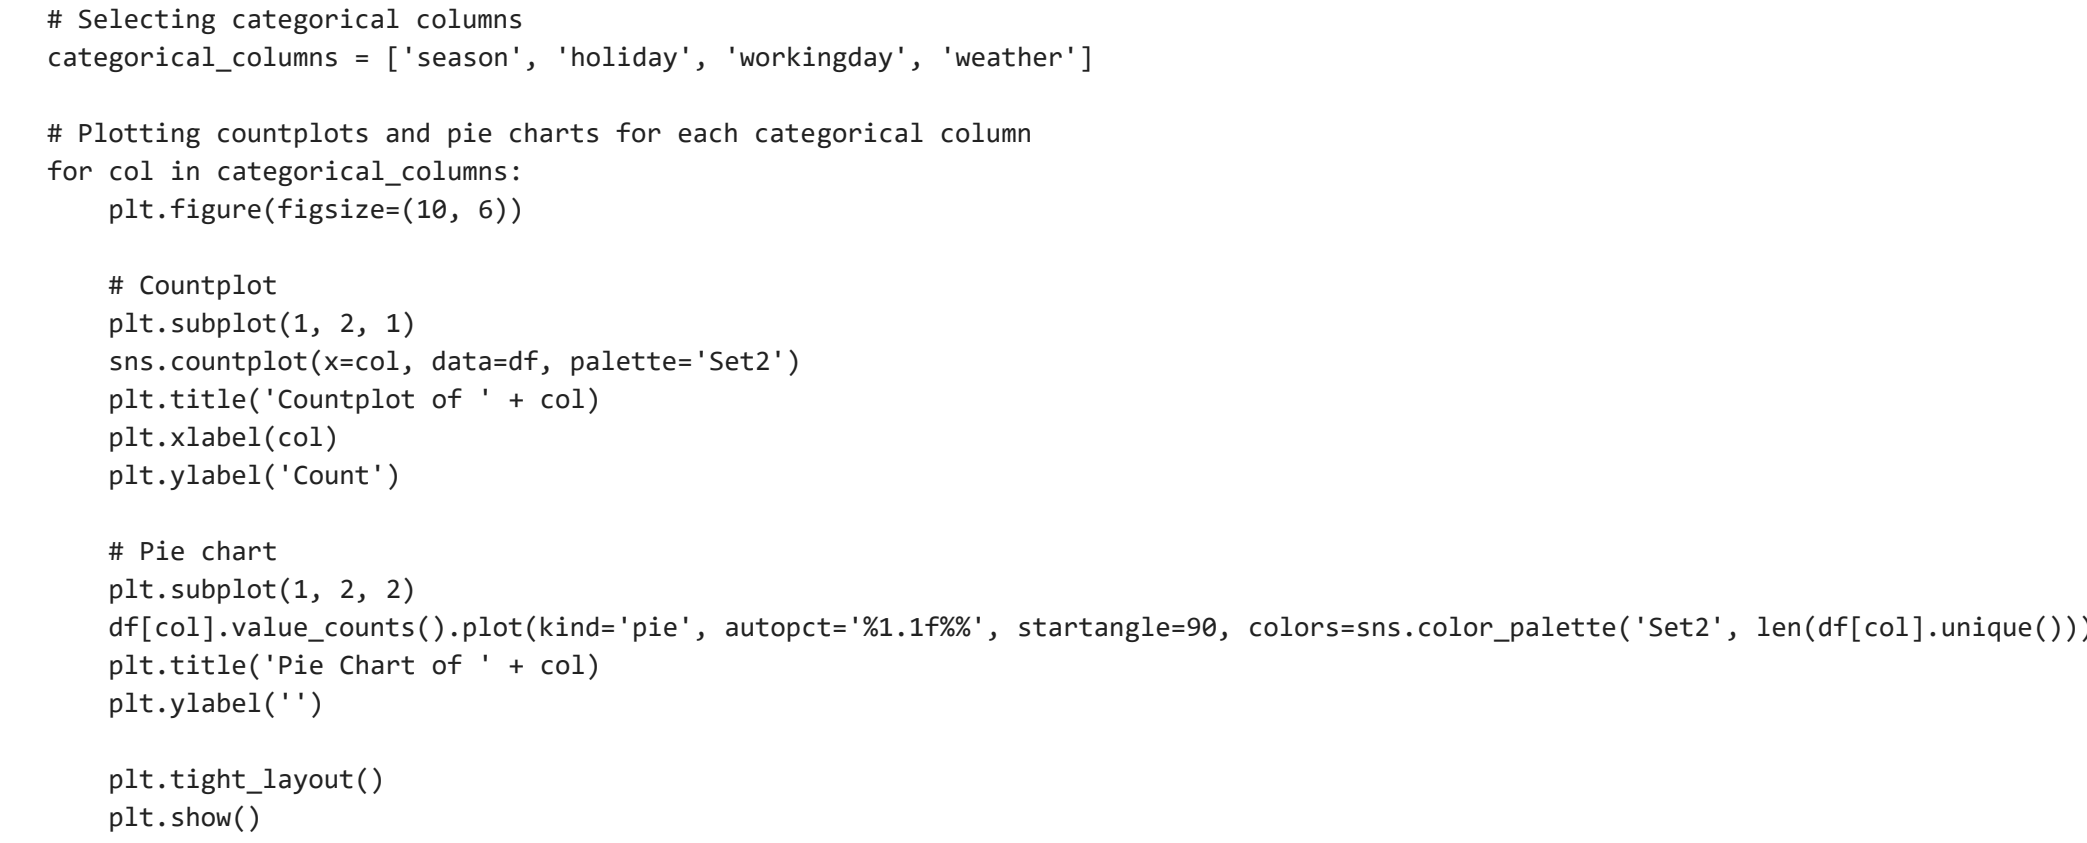 # Selecting categorical columns
categorical_columns = ['season', 'holiday', 'workingday', 'weather']
# Plotting countplots and pie charts for each categorical column
for col in categorical_columns:
    plt.figure(figsize=(10, 6))
    # Countplot
    plt.subplot(1, 2, 1)
    sns.countplot(x=col, data=df, palette='Set2')
    plt.title('Countplot of ' + col)
    plt.xlabel(col)
    plt.ylabel('Count')
    # Pie chart
    plt.subplot(1, 2, 2)
    df[col].value_counts().plot(kind='pie', autopct='%1.1f%%', startangle=90, colors=sns.color_palette('Set2', len(df[col].unique()))
    plt.title('Pie Chart of ' + col)
    plt.ylabel('')
    plt.tight_layout()
    plt.show()